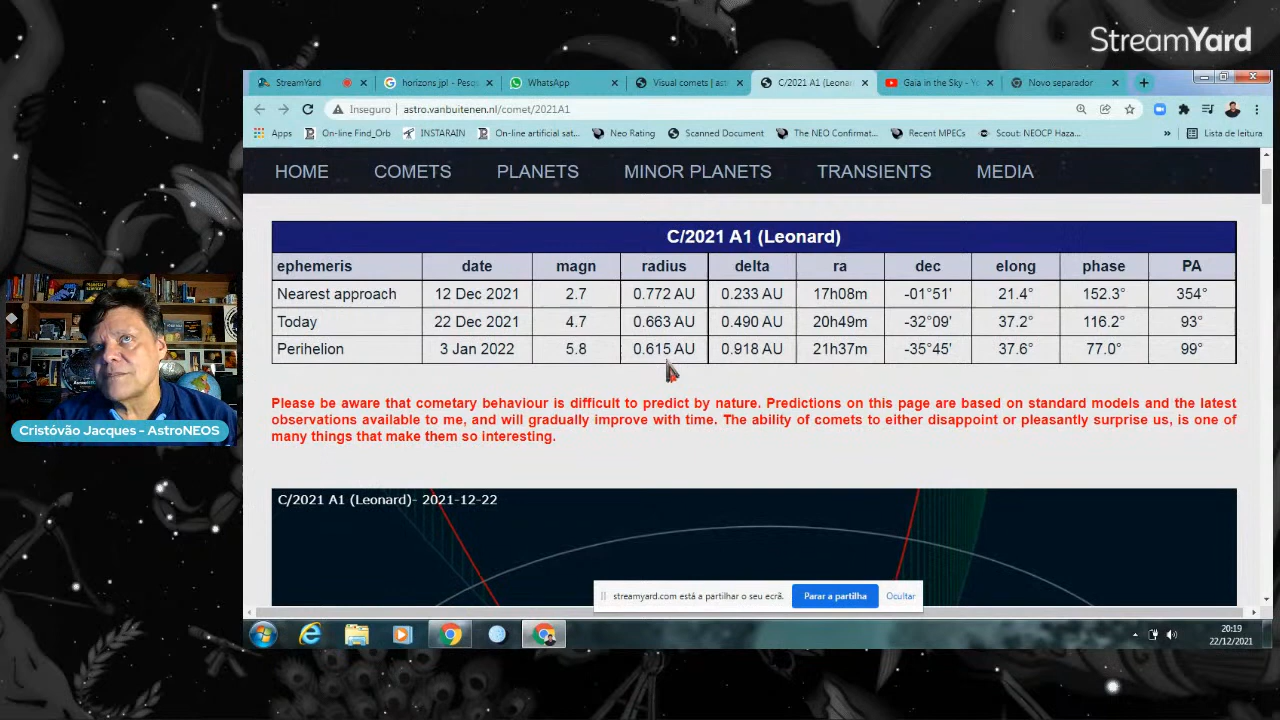 StreamYard
StreamYard
horizons jpl - Pesq
WhatsApp
Visual comets | ast
C/2021 A1 (Leona
Gaia in the Sky - Yo
Novo separador
Inseguro | astro.vanbuitenen.nl/comet/2021A1
Apps
On-line Find_Orb
INSTARAIN
On-line artificial sat...
Neo Rating
Scanned Document
The NEO Confirmat...
Recent MPECs
Scout: NEOCP Haza...
»
Lista de leitura
HOME COMETS PLANETS MINOR PLANETS TRANSIENTS MEDIA
C/2021 A1 (Leonard)
ephemeris date magn radius delta ra dec elong phase PA
Nearest approach 12 Dec 2021 2.7 0.772 AU 0.233 AU 17h08m -01°51' 21.4° 152.3° 354°
Today 22 Dec 2021 4.7 0.663 AU 0.490 AU 20h49m -32°09' 37.2° 116.2° 93°
Perihelion 3 Jan 2022 5.8 0.615 AU 0.918 AU 21h37m -35°45' 37.6° 77.0° 99°
Please be aware that cometary behaviour is difficult to predict by nature. Predictions on this page are based on standard models and the latest
observations available to me, and will gradually improve with time. The ability of comets to either disappoint or pleasantly surprise us, is one of
many things that make them so interesting.
C/2021 A1 (Leonard)- 2021-12-22
Cristóvão Jacques - AstroNEOS
streamyard.com está a partilhar o seu ecrã.
Parar a partilha
Ocultar
20:19
22/12/2021